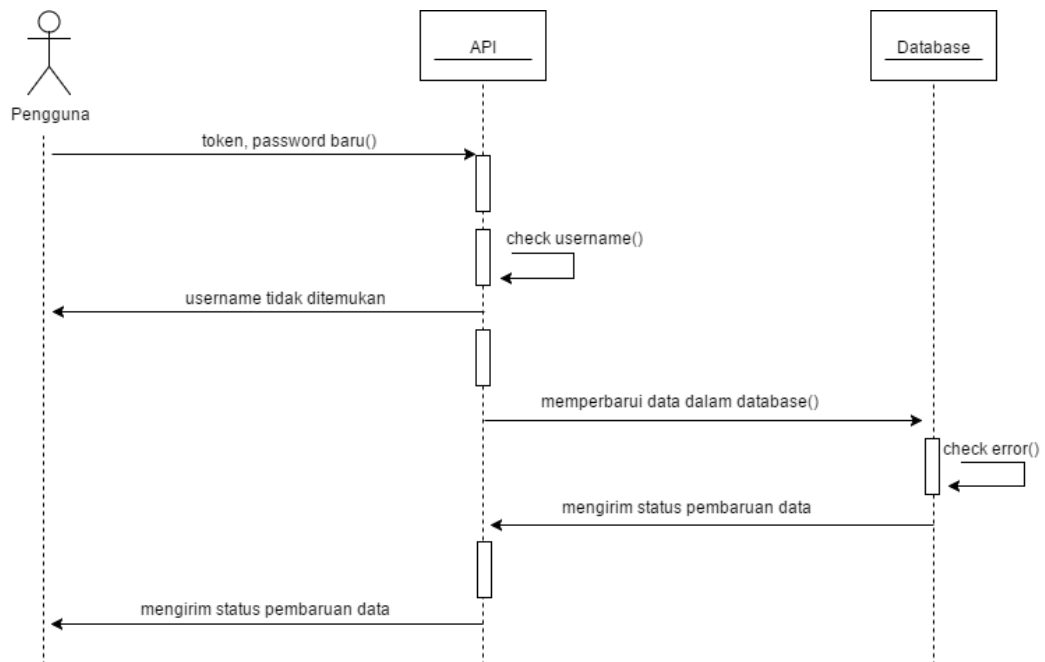 API
Database
Pengguna
token, password baru()
check username()
username tidak ditemukan
memperbarui data dalam database()
check error()
mengirim status pembaruan data
mengirim status pembaruan data